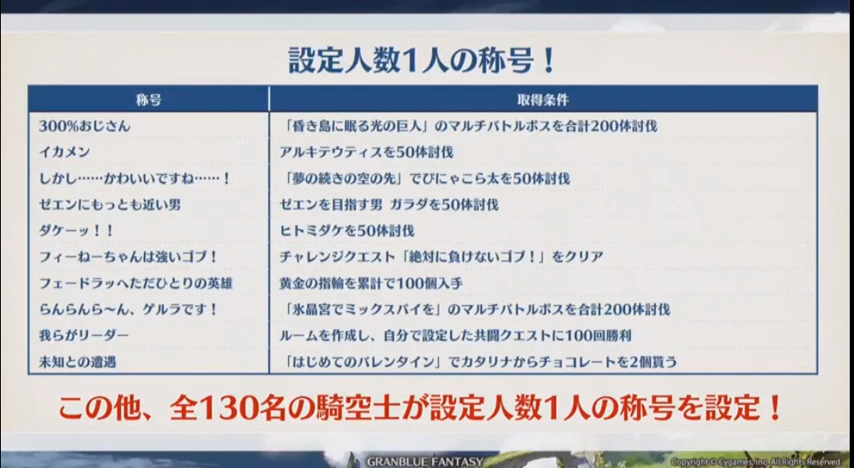 設定人数1人の称号！
称号 取得条件
300%おじさん 「昏き島に眠る光の巨人」のマルチバトルボスを合計200体討伐
イカメン アルキテウティスを50体討伐
しかし……かわいいですね……！ 「夢の続きの空の先」でびにゃこら太を50体討伐
ゼエンにもっとも近い男 ゼエンを目指す男 ガラダを50体討伐
ダケーッ！！ ヒトミダケを50体討伐
フィーねーちゃんは強いゴブ！ チャレンジクエスト「絶対に負けないゴブ！」をクリア
フェードラッへただひとりの英雄 黄金の指輪を累計で100個入手
らんらんら～ん、ゲルラです！ 「氷晶宮でミックスパイを」のマルチバトルボスを合計200体討伐
我らがリーダー ルームを作成し、自分で設定した共闘クエストに100回勝利
未知との遭遇 「はじめてのバレンタイン」でカタリナからチョコレートを2個貰う
この他、全130名の騎空士が設定人数1人の称号を設定！
GRANBLUE FANTASY
Copyright © Cygames, Inc. All Rights Reserved.